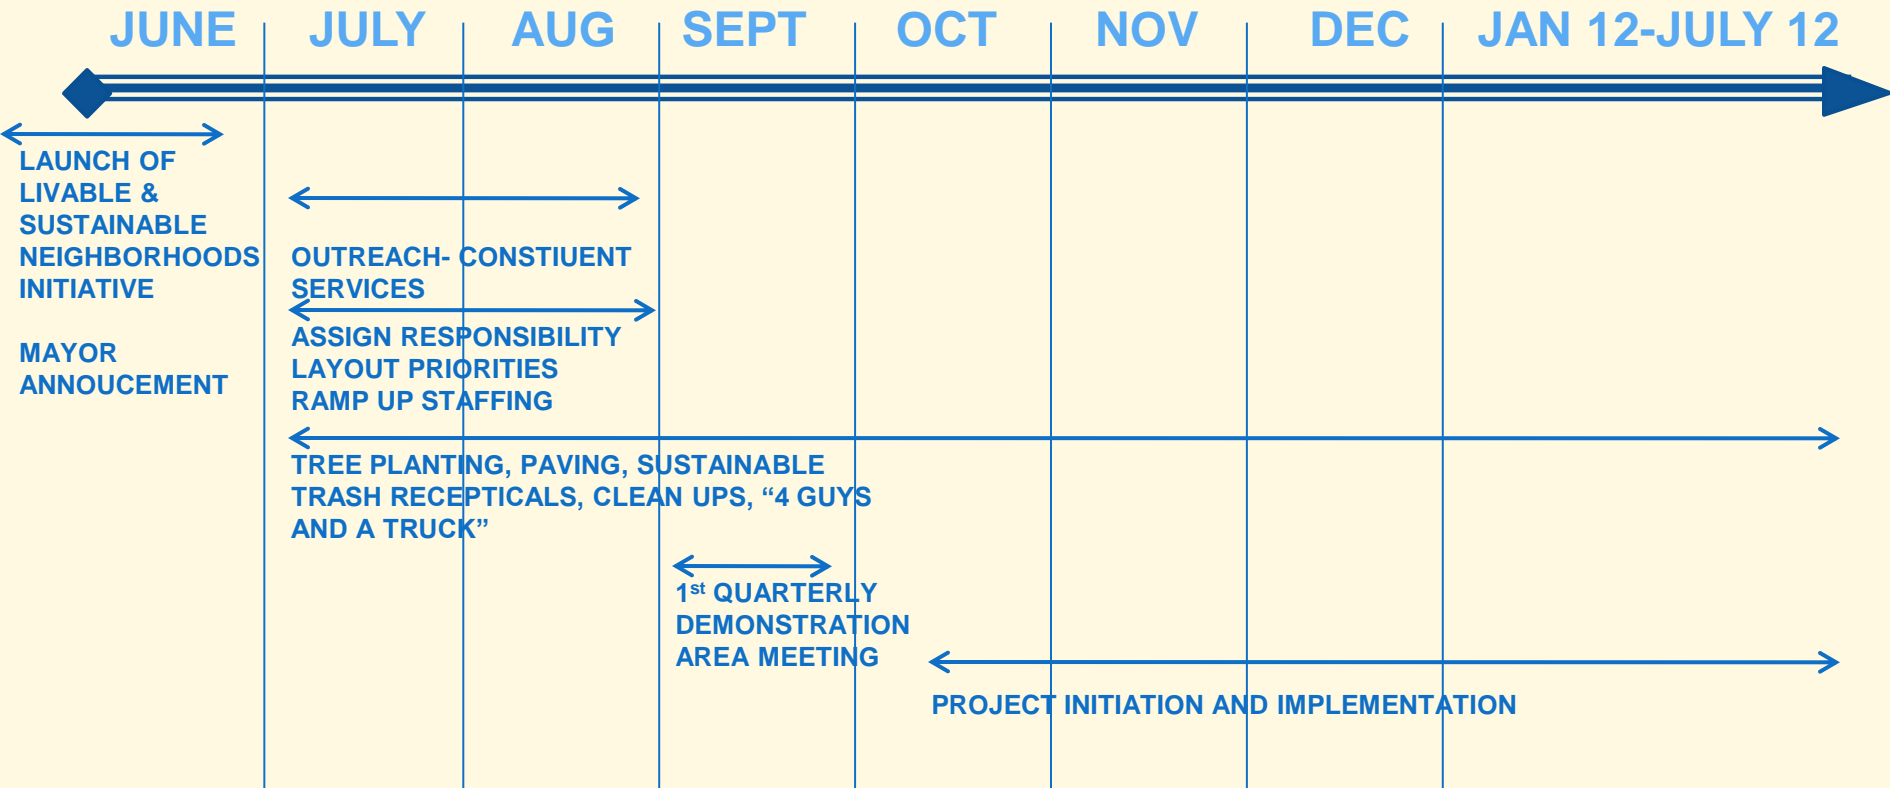 JUNE JULY AUG SEPT OCT NOV DEC JAN 12-JULY 12
LAUNCH OF
LIVABLE &
SUSTAINABLE
NEIGHBORHOODS
INITIATIVE
MAYOR
ANNOUCEMENT
OUTREACH- CONSTIUENT
SERVICES
ASSIGN RESPONSIBILITY
LAYOUT PRIORITIES
RAMP UP STAFFING
TREE PLANTING, PAVING, SUSTAINABLE
TRASH RECEPTICALS, CLEAN UPS, “4 GUYS
AND A TRUCK”
1st QUARTERLY
DEMONSTRATION
AREA MEETING
PROJECT INITIATION AND IMPLEMENTATION